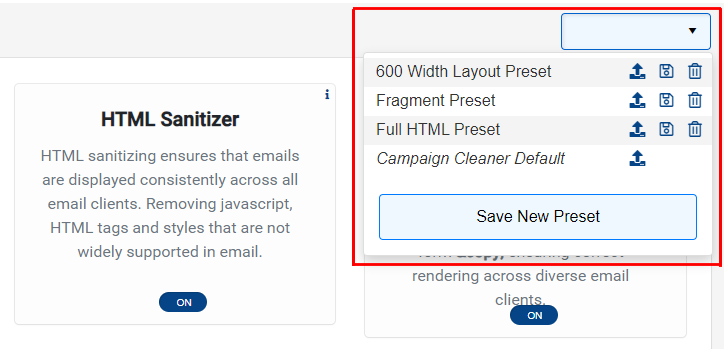 600 Width Layout Preset
Fragment Preset
Full HTML Preset
Campaign Cleaner Default
Save New Preset
HTML Sanitizer
HTML sanitizing ensures that emails
are displayed consistently across all
email clients. Removing javascript,
HTML tags and styles that are not
widely supported in email.
ON
rendering across diverse email
clients.
ON